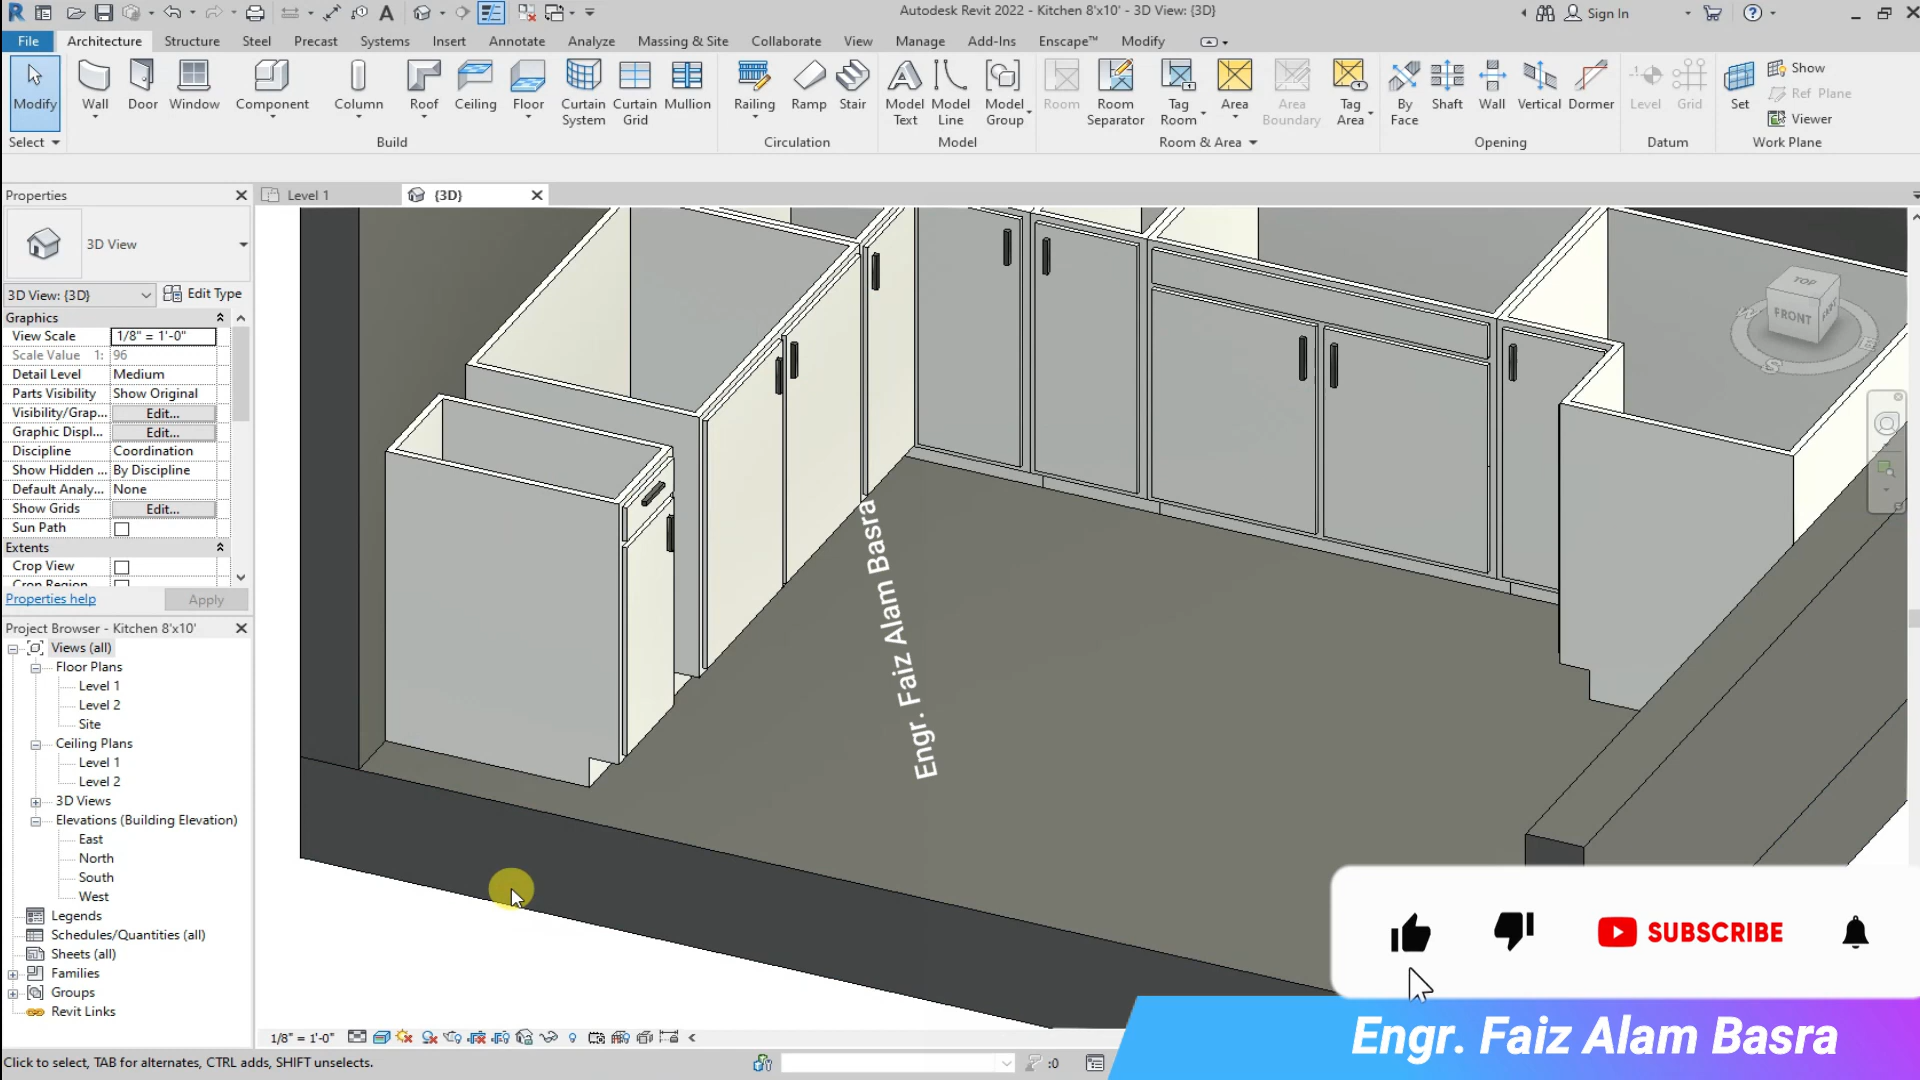 Autodesk Revit 2022 - Kitchen 8'x10' - 3D View: {3D}
Sign In
File Architecture Structure Steel Precast Systems Insert Annotate Analyze Massing & Site Collaborate View Manage Add-Ins Enscape™ Modify
Modify Wall Door Window Component Column Roof Ceiling Floor Curtain System Curtain Grid Mullion Railing Ramp Stair Model Text Model Line Model Group Room Room Separator Tag Room Area Area Boundary Tag Area By Face Shaft Wall Vertical Dormer Level Grid Set Show
Ref Plane
Viewer
Select Build Circulation Model Room & Area Opening Datum Work Plane
Properties
Level 1
{3D}
3D View
3D View: {3D}
Edit Type
Graphics
View Scale 1/8" = 1'-0"
Scale Value 1: 96
Detail Level Medium
Parts Visibility Show Original
Visibility/Grap... Edit...
Graphic Displ... Edit...
Discipline Coordination
Show Hidden ... By Discipline
Default Analy... None
Show Grids Edit...
Sun Path
Extents
Crop View
Crop Region
Properties help
Apply
Project Browser - Kitchen 8'x10'
Views (all)
Floor Plans
Level 1
Level 2
Site
Ceiling Plans
Level 1
Level 2
3D Views
Elevations (Building Elevation)
East
North
South
West
Legends
Schedules/Quantities (all)
Sheets (all)
Families
Groups
Revit Links
TOP
FRONT
W
S
E
Engr. Faiz Alam Basra
SUBSCRIBE
Engr. Faiz Alam Basra
1/8" = 1'-0"
Click to select, TAB for alternates, CTRL adds, SHIFT unselects.
:0